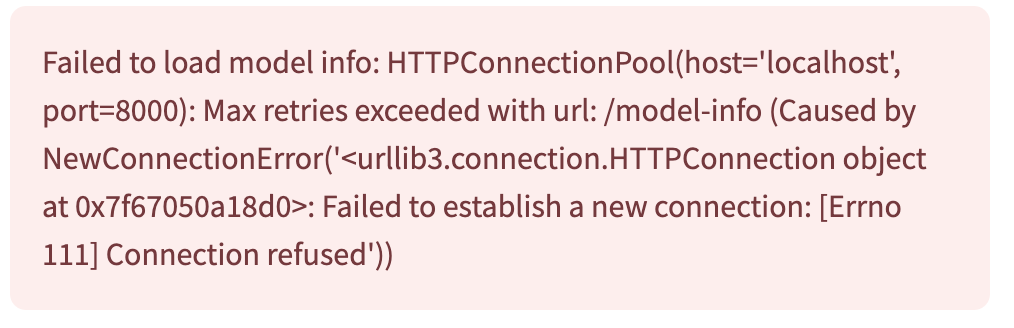 Failed to load model info: HTTPConnectionPool(host='localhost',
port=8000): Max retries exceeded with url: /model-info (Caused by
NewConnectionError('<urllib3.connection.HTTPConnection object
at 0x7f67050a18d0>: Failed to establish a new connection: [Errno
111] Connection refused'))